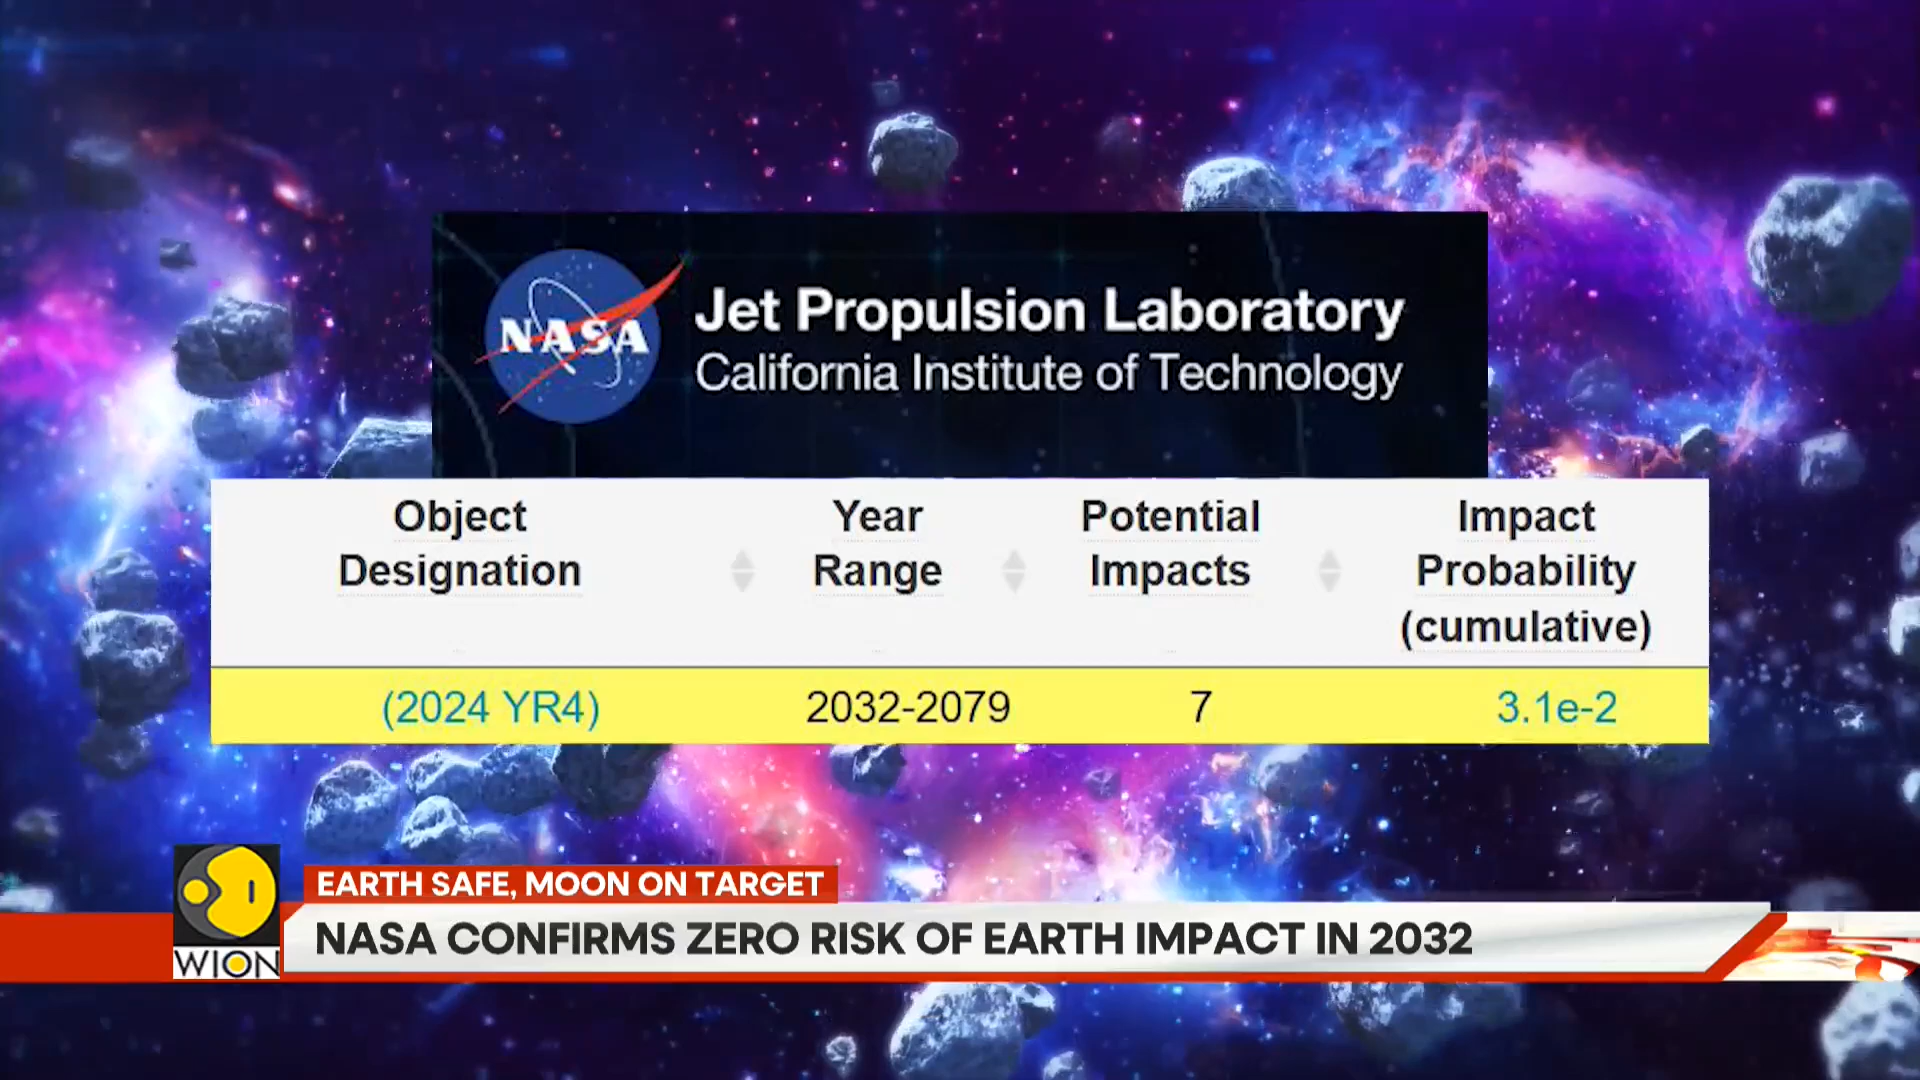 NASA
Jet Propulsion Laboratory
California Institute of Technology
Object Designation
Year Range
Potential Impacts
Impact Probability (cumulative)
(2024 YR4)
2032-2079
7
3.1e-2
EARTH SAFE, MOON ON TARGET
NASA CONFIRMS ZERO RISK OF EARTH IMPACT IN 2032
WION